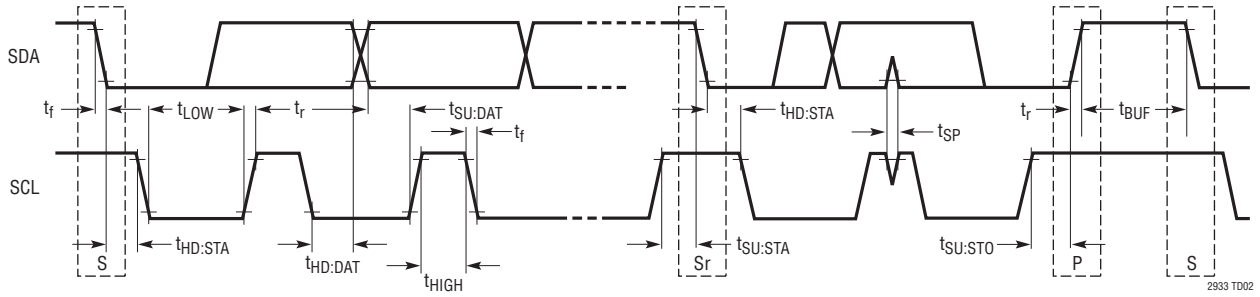 SDA
t_f
t_LOW
t_r
t_SU:DAT
t_f
t_HD:STA
t_SP
t_r
t_BUF
SCL
t_HD:STA
t_HD:DAT
t_HIGH
t_SU:STA
t_SU:STO
S
Sr
P
S
2933 TD02